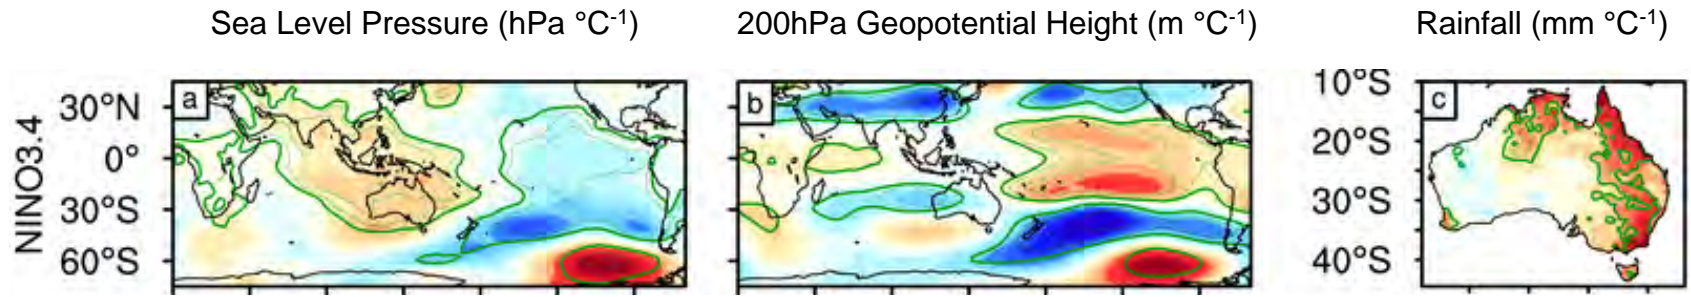 Sea Level Pressure (hPa °C-1) 200hPa Geopotential Height (m °C-1) Rainfall (mm °C-1)
NINO3.4
a
30°N
0°
30°S
60°S
b
c
10°S
20°S
30°S
40°S